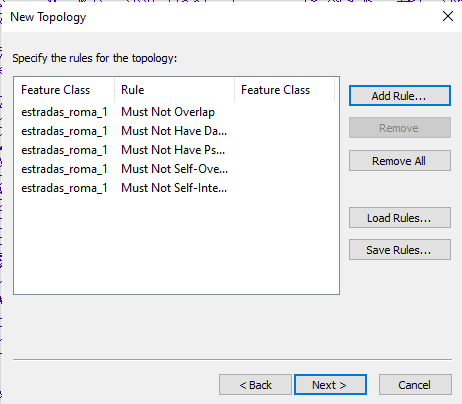 New Topology
Specify the rules for the topology:
Feature Class Rule Feature Class
estradas_roma_1 Must Not Overlap
estradas_roma_1 Must Not Have Da...
estradas_roma_1 Must Not Have Ps...
estradas_roma_1 Must Not Self-Ove...
estradas_roma_1 Must Not Self-Inte...
Add Rule...
Remove
Remove All
Load Rules...
Save Rules...
< Back Next > Cancel